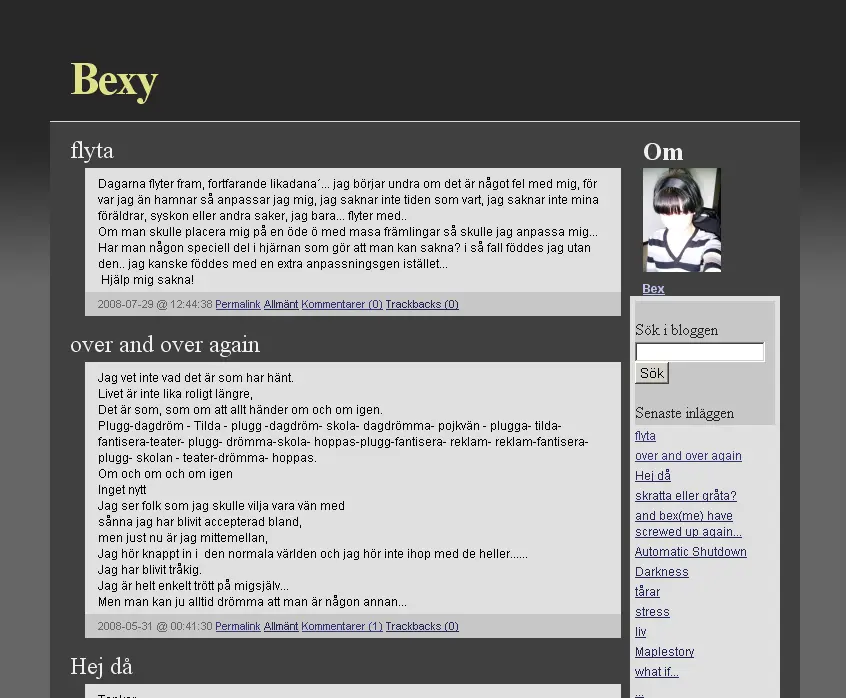 Bexy
flyta
Dagarna flyter fram, fortfarande likadana´... jag börjar undra om det är något fel med mig, för
var jag än hamnar så anpassar jag mig, jag saknar inte tiden som vart, jag saknar inte mina
föräldrar, syskon eller andra saker, jag bara... flyter med..
Om man skulle placera mig på en öde ö med masa främlingar så skulle jag anpassa mig...
Har man någon speciell del i hjärnan som gör att man kan sakna? i så fall föddes jag utan
den.. jag kanske föddes med en extra anpassningsgen istället...
Hjälp mig sakna!
2008-07-29 @ 12:44:38 Permalink Allmänt Kommentarer (0) Trackbacks (0)
over and over again
Jag vet inte vad det är som har hänt.
Livet är inte lika roligt längre,
Det är som, som om att allt händer om och om igen.
Plugg-dagdröm - Tilda - plugg -dagdröm- skola- dagdrömma- pojkvän - plugga- tilda-
fantisera-teater- plugg- drömma-skola- hoppas-plugg-fantisera- reklam- reklam-fantisera-
plugg- skolan - teater-drömma- hoppas.
Om och om och om igen
Inget nytt
Jag ser folk som jag skulle vilja vara vän med
sånna jag har blivit accepterad bland,
men just nu är jag mittemellan,
Jag hör knappt in i  den normala världen och jag hör inte ihop med de heller......
Jag har blivit tråkig.
Jag är helt enkelt trött på migsjälv...
Men man kan ju alltid drömma att man är någon annan...
2008-05-31 @ 00:41:30 Permalink Allmänt Kommentarer (1) Trackbacks (0)
Hej då
Om
Bex
Sök i bloggen
Sök
Senaste inläggen
flyta
over and over again
Hej då
skratta eller gråta?
and bex(me) have
screwed up again...
Automatic Shutdown
Darkness
tårar
stress
liv
Maplestory
what if...
...